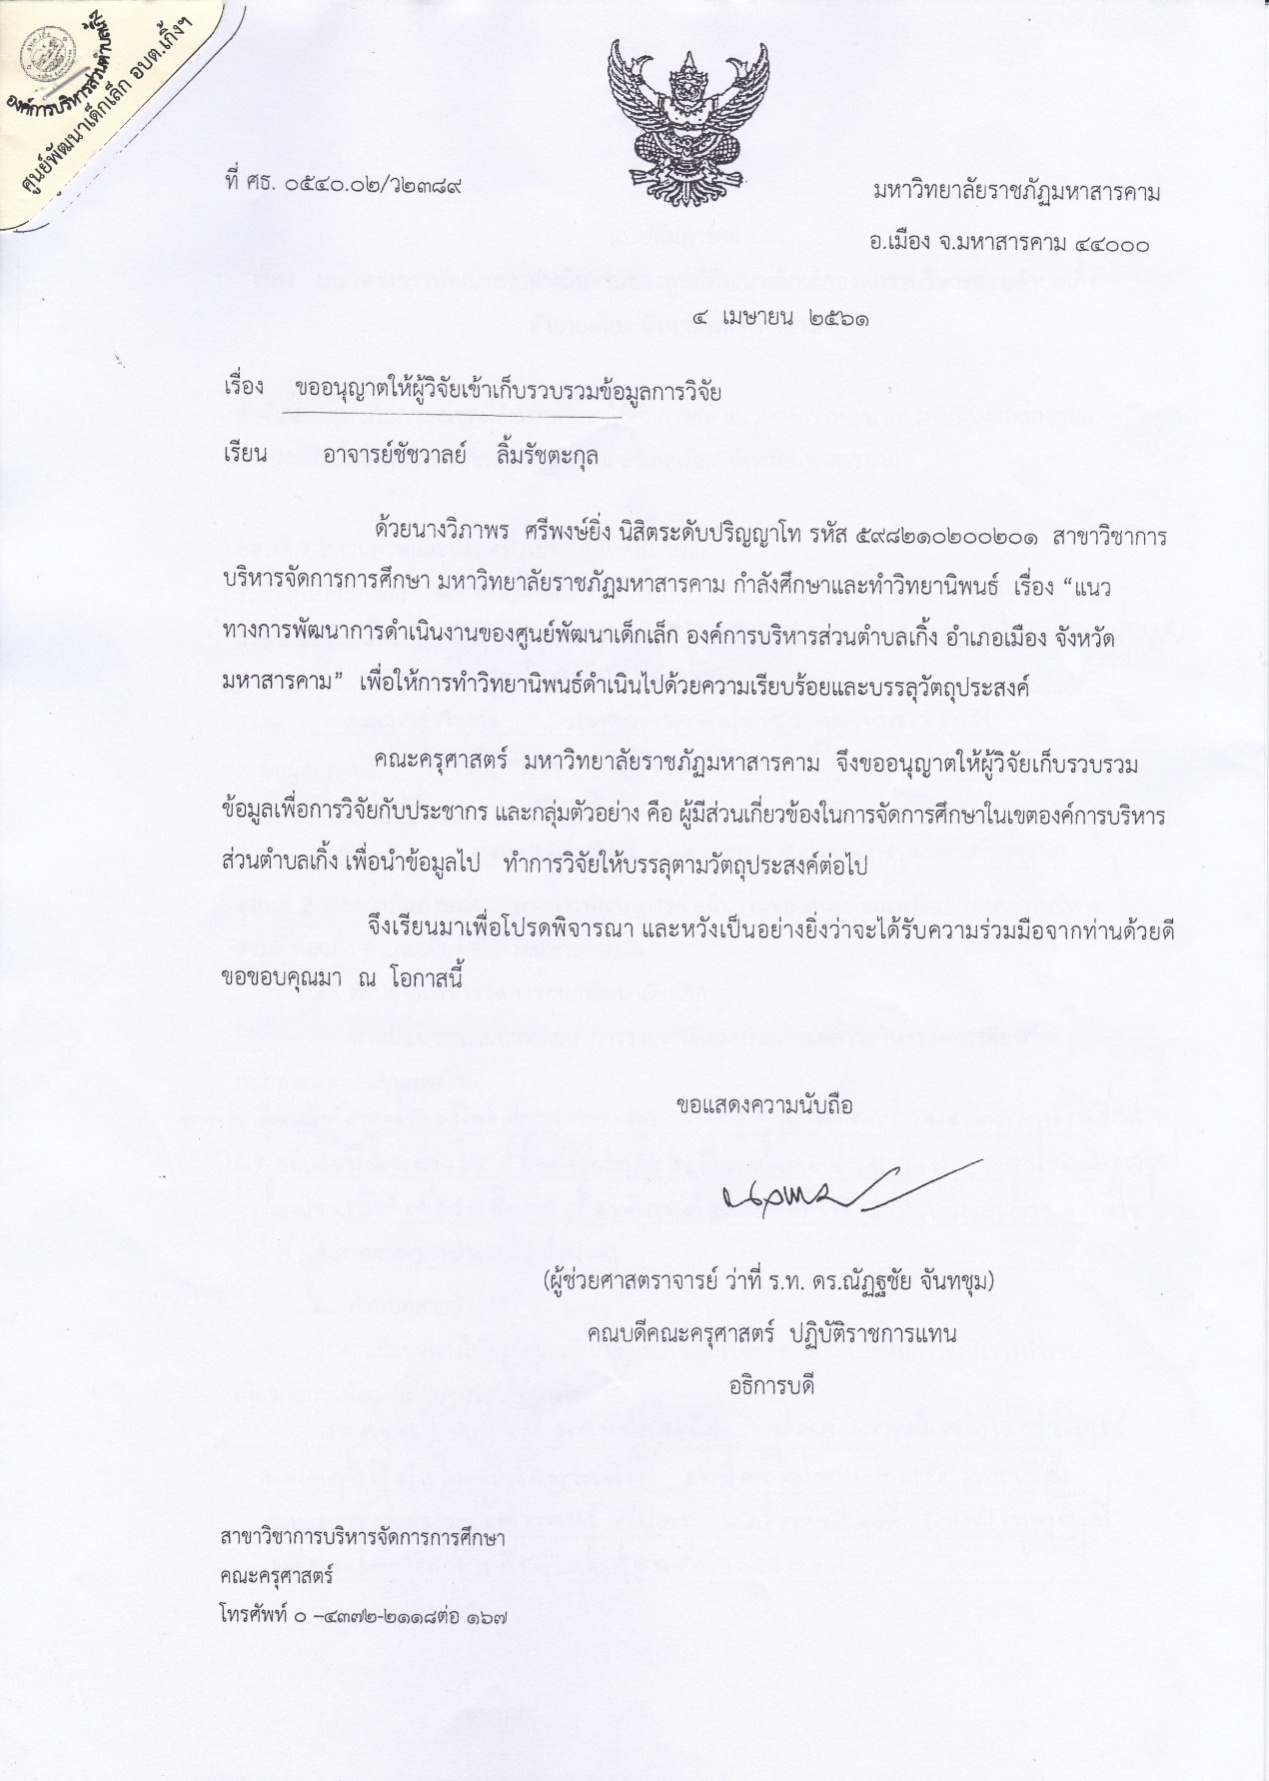 องค์การบริหารส่วนตำบลเกิ้ง
ศูนย์พัฒนาเด็กเล็ก อบต.เกิ้งฯ
ที่ ศธ. ๐๕๔๐.๐๒/ว๒๓๘๙
มหาวิทยาลัยราชภัฏมหาสารคาม
อ.เมือง จ.มหาสารคาม ๔๔๐๐๐
๔ เมษายน ๒๕๖๑
เรื่อง ขออนุญาตให้ผู้วิจัยเข้าเก็บรวบรวมข้อมูลการวิจัย
เรียน อาจารย์ชัชวาลย์ ลิ้มรัชตะกุล
ด้วยนางวิภาพร ศรีพงษ์ยิ่ง นิสิตระดับปริญญาโท รหัส ๕๙๘๒๑๐๒๐๐๒๐๑ สาขาวิชาการ
บริหารจัดการการศึกษา มหาวิทยาลัยราชภัฏมหาสารคาม กำลังศึกษาและทำวิทยานิพนธ์ เรื่อง “แนว
ทางการพัฒนาการดำเนินงานของศูนย์พัฒนาเด็กเล็ก องค์การบริหารส่วนตำบลเกิ้ง อำเภอเมือง จังหวัด
มหาสารคาม” เพื่อให้การทำวิทยานิพนธ์ดำเนินไปด้วยความเรียบร้อยและบรรลุวัตถุประสงค์
คณะครุศาสตร์ มหาวิทยาลัยราชภัฏมหาสารคาม จึงขออนุญาตให้ผู้วิจัยเก็บรวบรวม
ข้อมูลเพื่อการวิจัยกับประชากร และกลุ่มตัวอย่าง คือ ผู้มีส่วนเกี่ยวข้องในการจัดการศึกษาในเขตองค์การบริหาร
ส่วนตำบลเกิ้ง เพื่อนำข้อมูลไป ทำการวิจัยให้บรรลุตามวัตถุประสงค์ต่อไป
จึงเรียนมาเพื่อโปรดพิจารณา และหวังเป็นอย่างยิ่งว่าจะได้รับความร่วมมือจากท่านด้วยดี
ขอขอบคุณมา ณ โอกาสนี้
ขอแสดงความนับถือ
(ผู้ช่วยศาสตราจารย์ ว่าที่ ร.ท. ดร.ณัฏฐชัย จันทชุม)
คณบดีคณะครุศาสตร์ ปฏิบัติราชการแทน
อธิการบดี
สาขาวิชาการบริหารจัดการการศึกษา
คณะครุศาสตร์
โทรศัพท์ ๐ –๔๓๗๒-๒๑๑๘ต่อ ๑๖๗